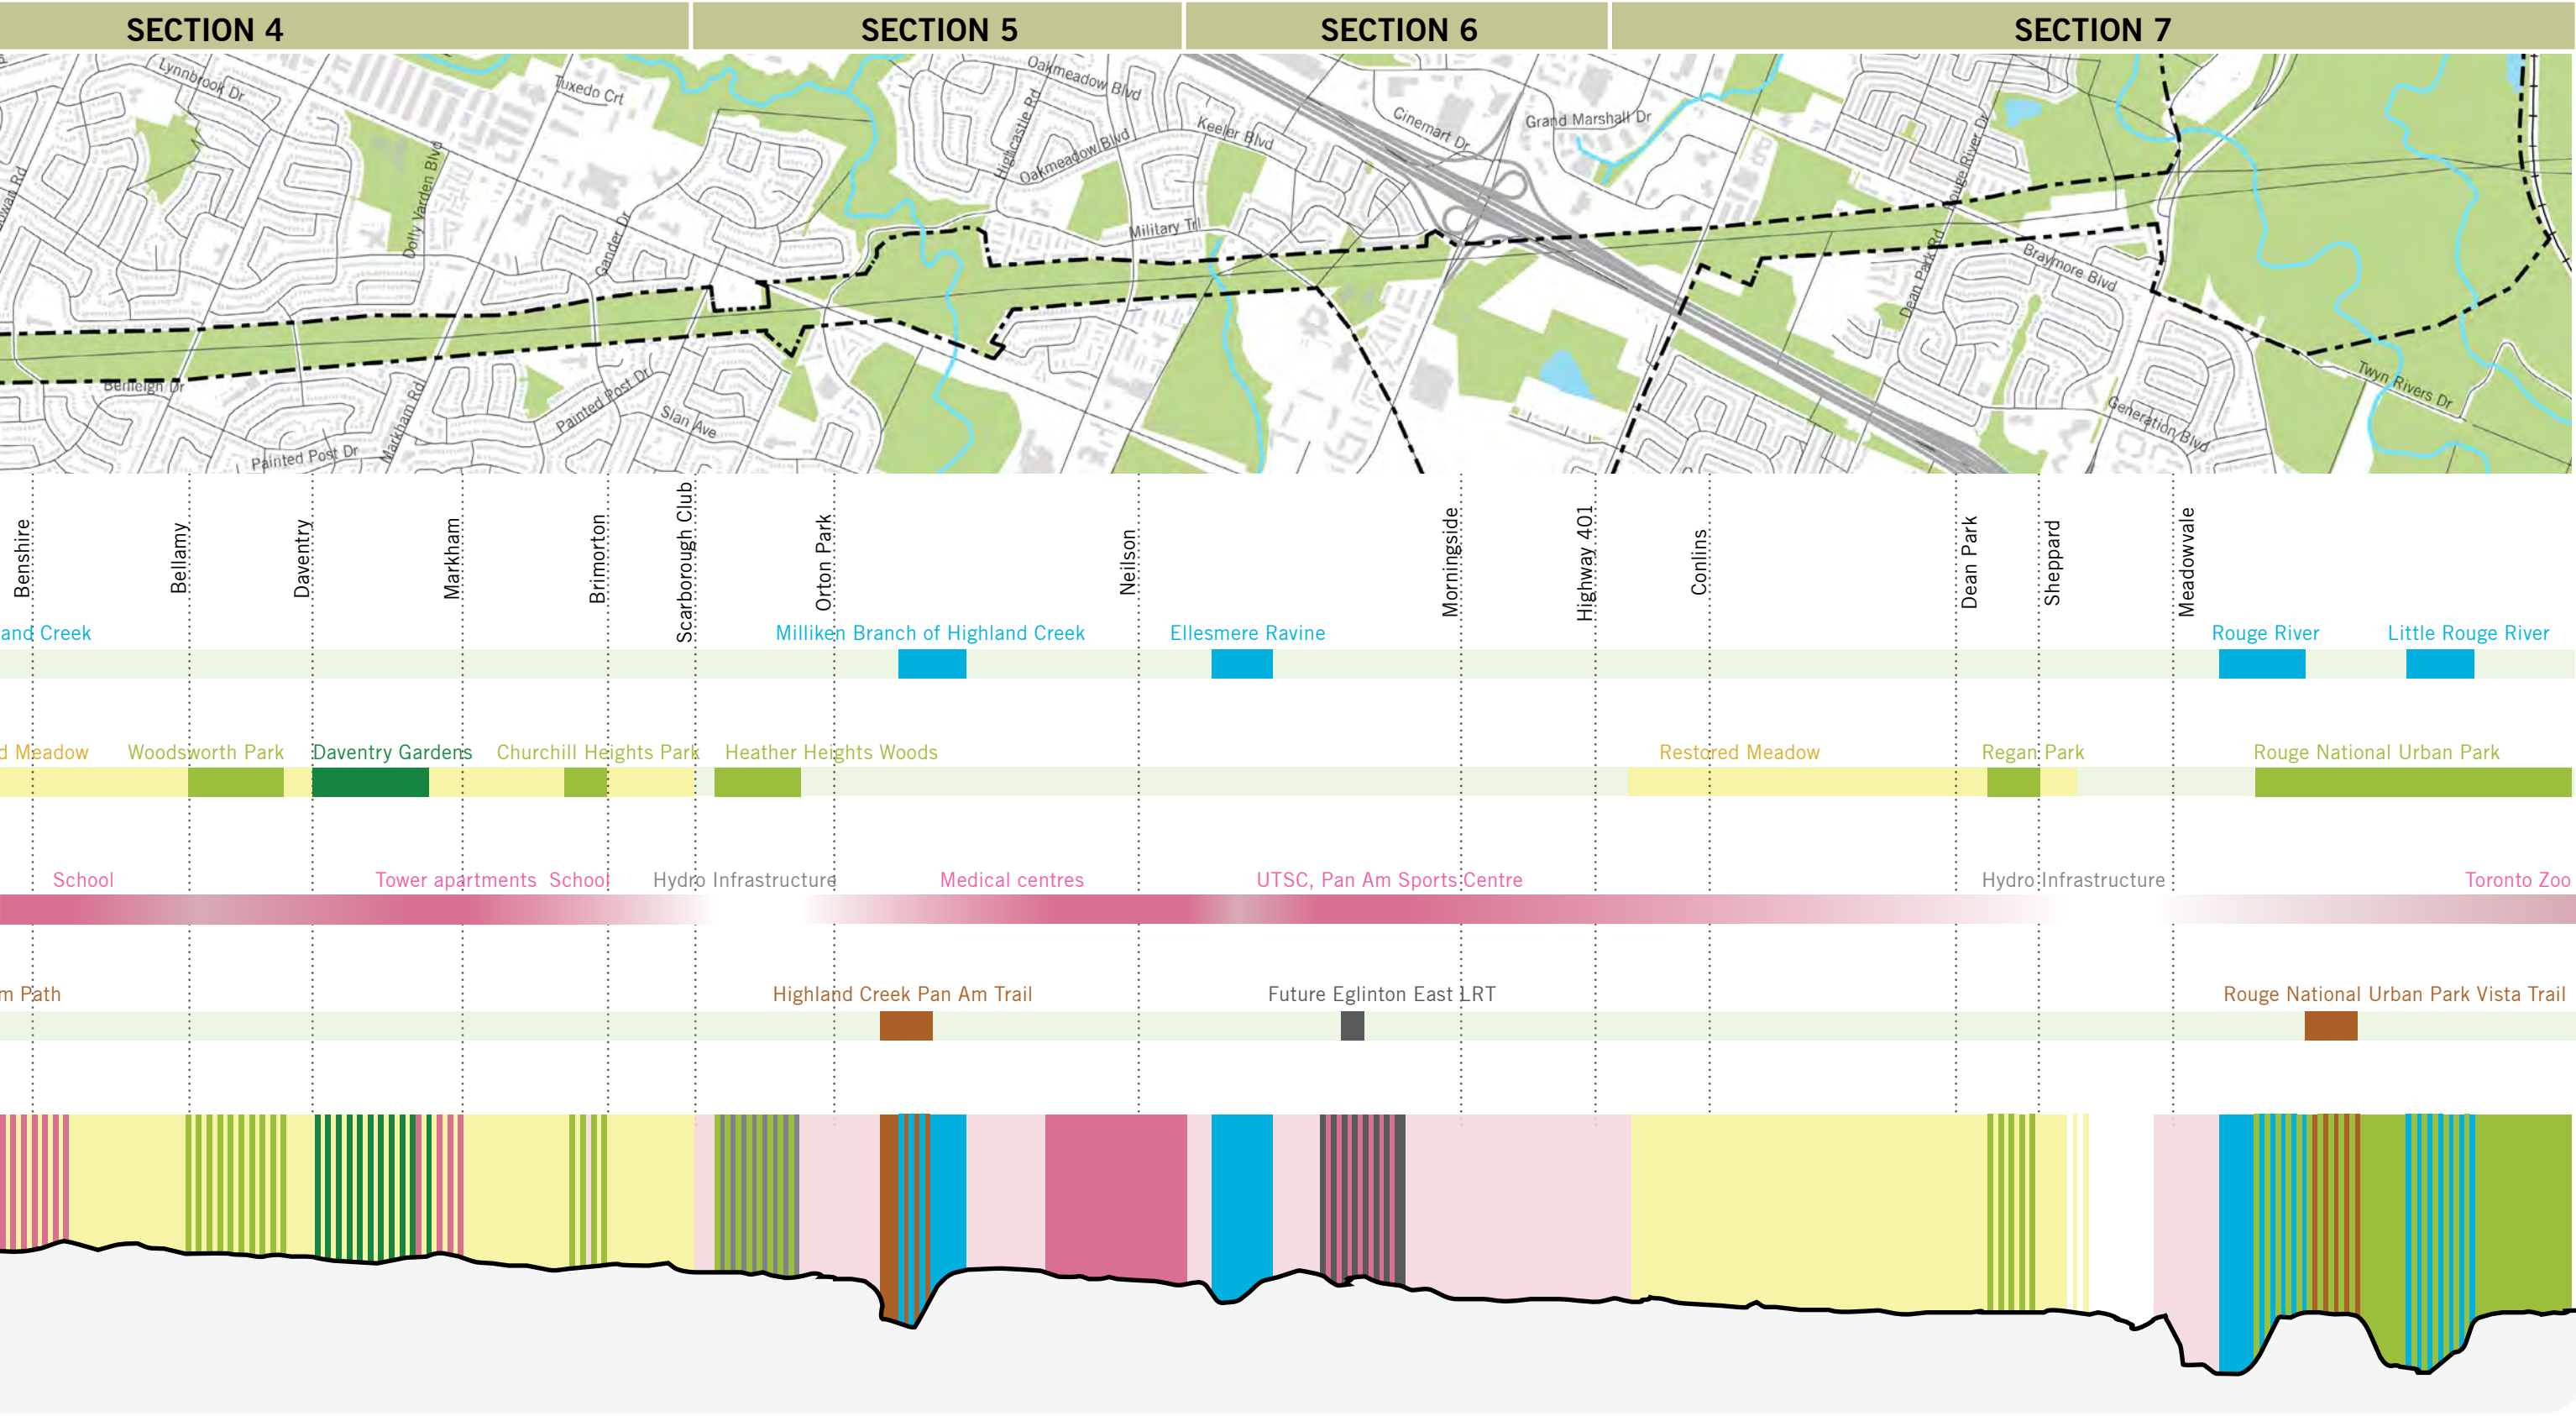 SECTION 4
SECTION 5
SECTION 6
SECTION 7
Lynnbrook Dr
Tuxedo Crt
Oakmeadow Blvd
Highcastle Rd
Oakmeadow Blvd
Keeler Blvd
Cinemart Dr
Grand Marshall Dr
Rouge River Dr
Dolly Varden Blvd
Gander Dr
Military Trl
Dean Park Rd
Braymore Blvd
Benleigh Dr
Markham Rd
Painted Post Dr
Slan Ave
Painted Post Dr
Twyn Rivers Dr
Generation Blvd
Benshire
Bellamy
Daventry
Markham
Brimorton
Scarborough Club
Orton Park
Neilson
Morningside
Highway 401
Conlins
Dean Park
Sheppard
Meadowvale
and Creek
Milliken Branch of Highland Creek
Ellesmere Ravine
Rouge River
Little Rouge River
d Meadow
Woodsworth Park
Daventry Gardens
Churchill Heights Park
Heather Heights Woods
Restored Meadow
Regan Park
Rouge National Urban Park
School
Tower apartments
School
Hydro Infrastructure
Medical centres
UTSC, Pan Am Sports Centre
Hydro Infrastructure
Toronto Zoo
m Path
Highland Creek Pan Am Trail
Future Eglinton East LRT
Rouge National Urban Park Vista Trail